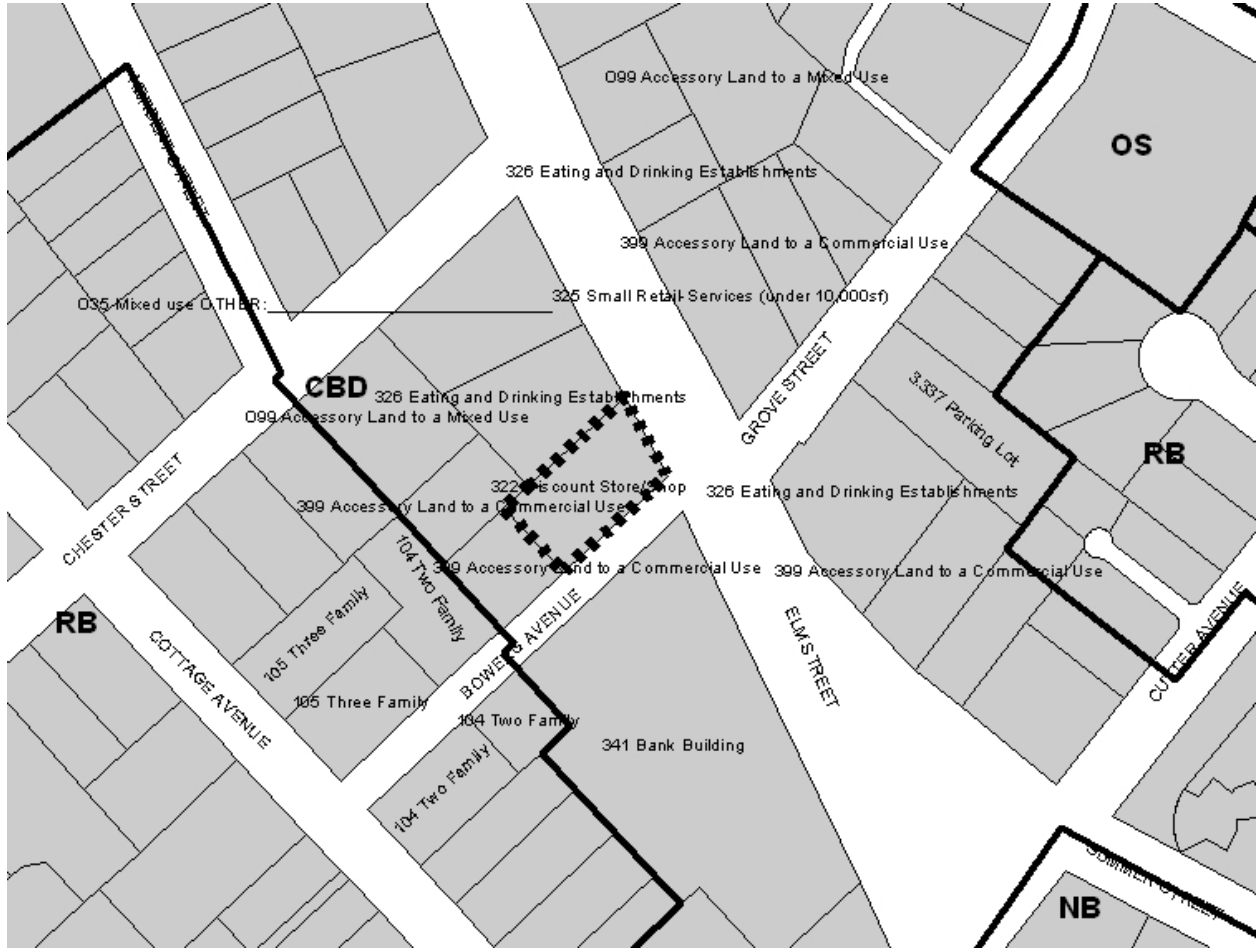 O99 Accessory Land to a Mixed Use
OS
326 Eating and Drinking Establishments
399 Accessory Land to a Commercial Use
O35 Mixed use OTHER:
325 Small Retail-Services (under 10,000sf)
GROVE STREET
CBD
326 Eating and Drinking Establishments
O99 Accessory Land to a Mixed Use
3.337 Parking Lot
RB
322 Discount Store/Shop
326 Eating and Drinking Establishments
399 Accessory Land to a Commercial Use
CHESTER STREET
104 Two Family
399 Accessory Land to a Commercial Use
399 Accessory Land to a Commercial Use
RB
105 Three Family
BOWERS AVENUE
ELM STREET
CUTTER AVENUE
COTTAGE AVENUE
105 Three Family
104 Two Family
341 Bank Building
104 Two Family
SUMMER STREET
NB